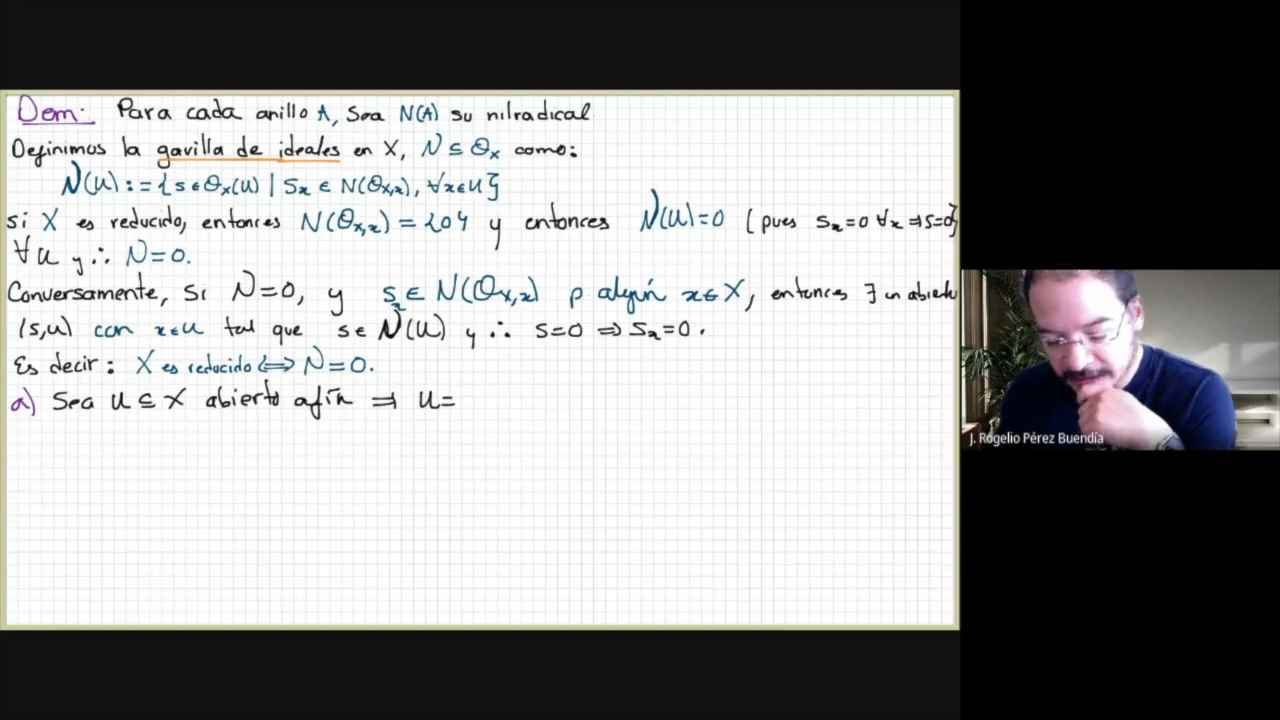 Dem: Para cada anillo A, Sea N(A) su nilradical
Definimos la gavilla de ideales en X, N ⊆ O_X como:
N(U) := {s ∈ O_X(U) | s_x ∈ N(O_{X,x}), ∀x∈U}
si X es reducido, entonces N(O_{X,x}) = {0} y entonces N(U)=0 (pues s_x=0 ∀x ⇒ s=0)
∀U y ∴ N=0.
Conversamente, si N=0, y s_x ∈ N(O_{X,x}) p. algún x∈X, entonces ∃ un abierto
(s,U) con x∈U tal que s∈ N(U) y ∴ s=0 ⇒ s_x=0.
Es decir: X es reducido ⟺ N=0.
a) Sea U ⊆ X abierto afín ⇒ U=
J. Rogelio Pérez Buendía